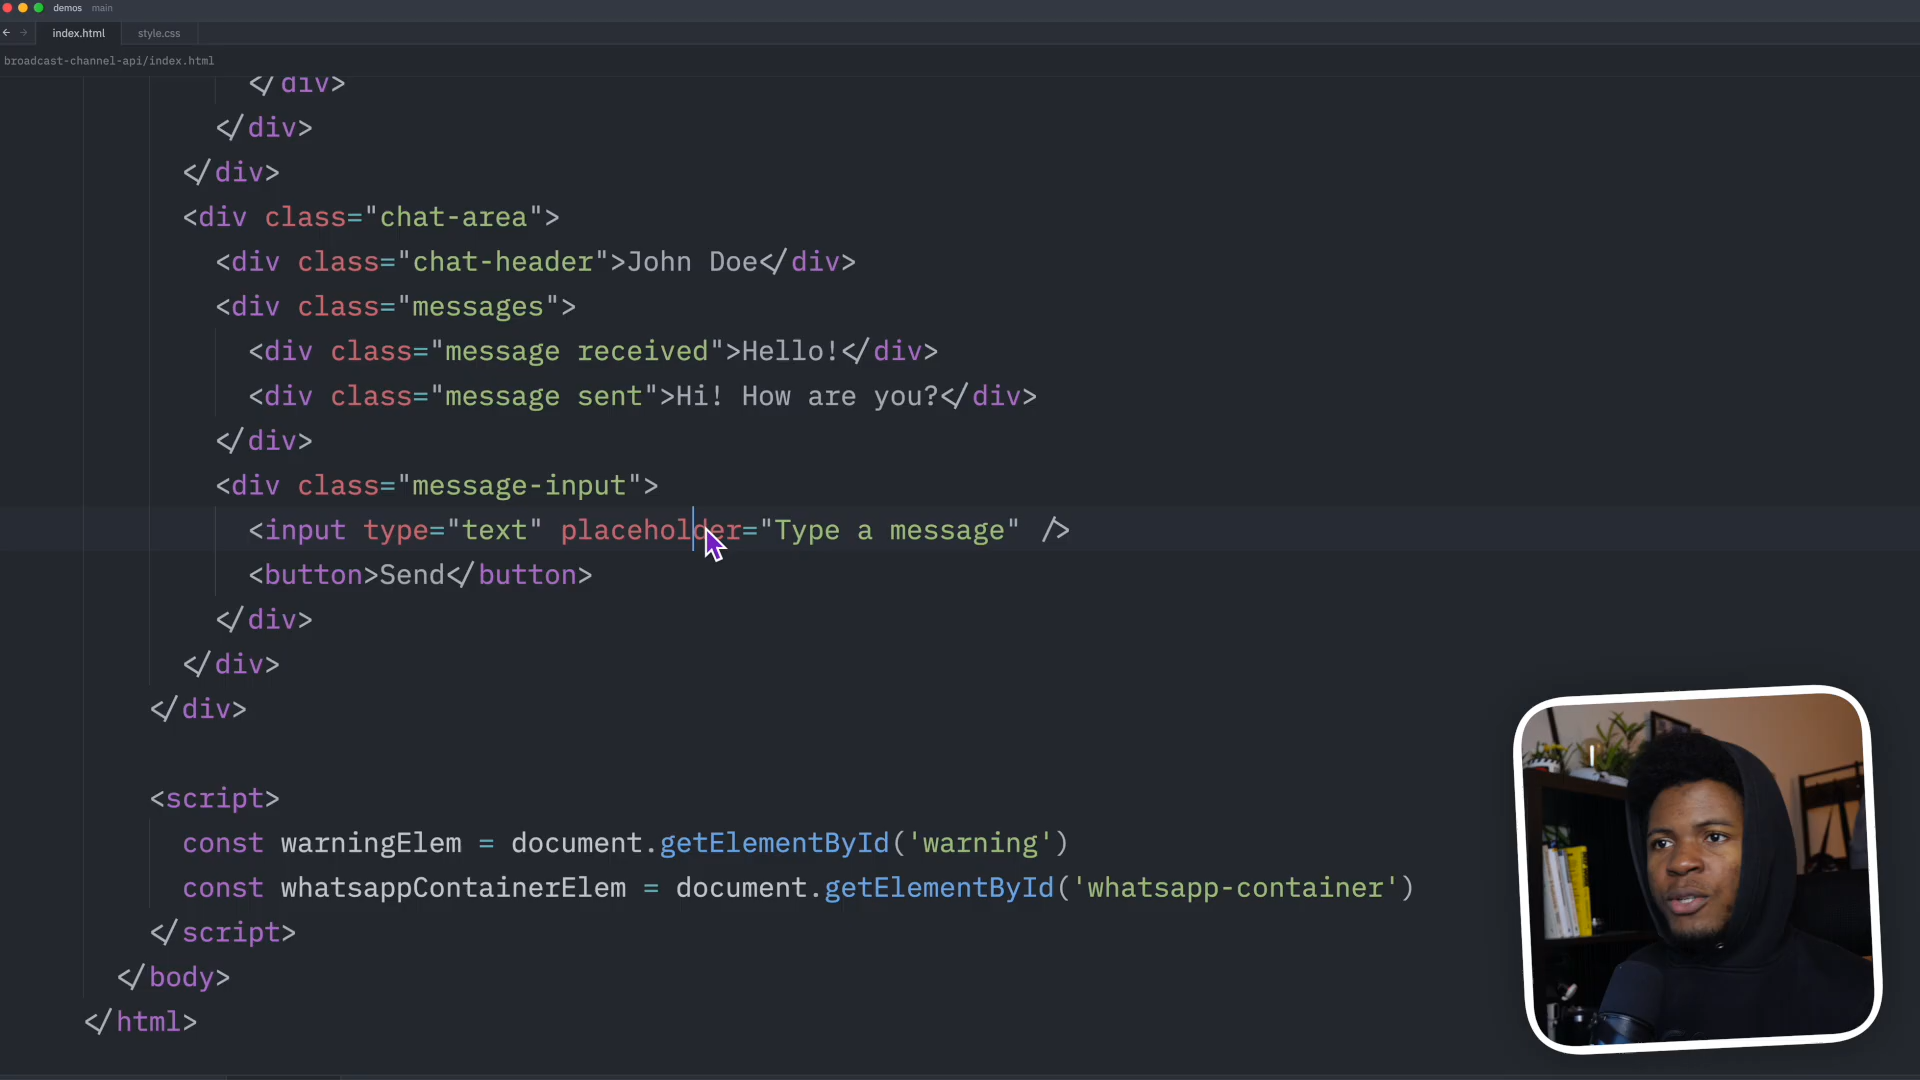 demos main
index.html style.css
broadcast-channel-api/index.html
</div>
</div>
</div>
<div class="chat-area">
<div class="chat-header">John Doe</div>
<div class="messages">
<div class="message received">Hello!</div>
<div class="message sent">Hi! How are you?</div>
</div>
<div class="message-input">
<input type="text" placeholder="Type a message" />
<button>Send</button>
</div>
</div>
</div>
<script>
const warningElem = document.getElementById('warning')
const whatsappContainerElem = document.getElementById('whatsapp-container')
</script>
</body>
</html>